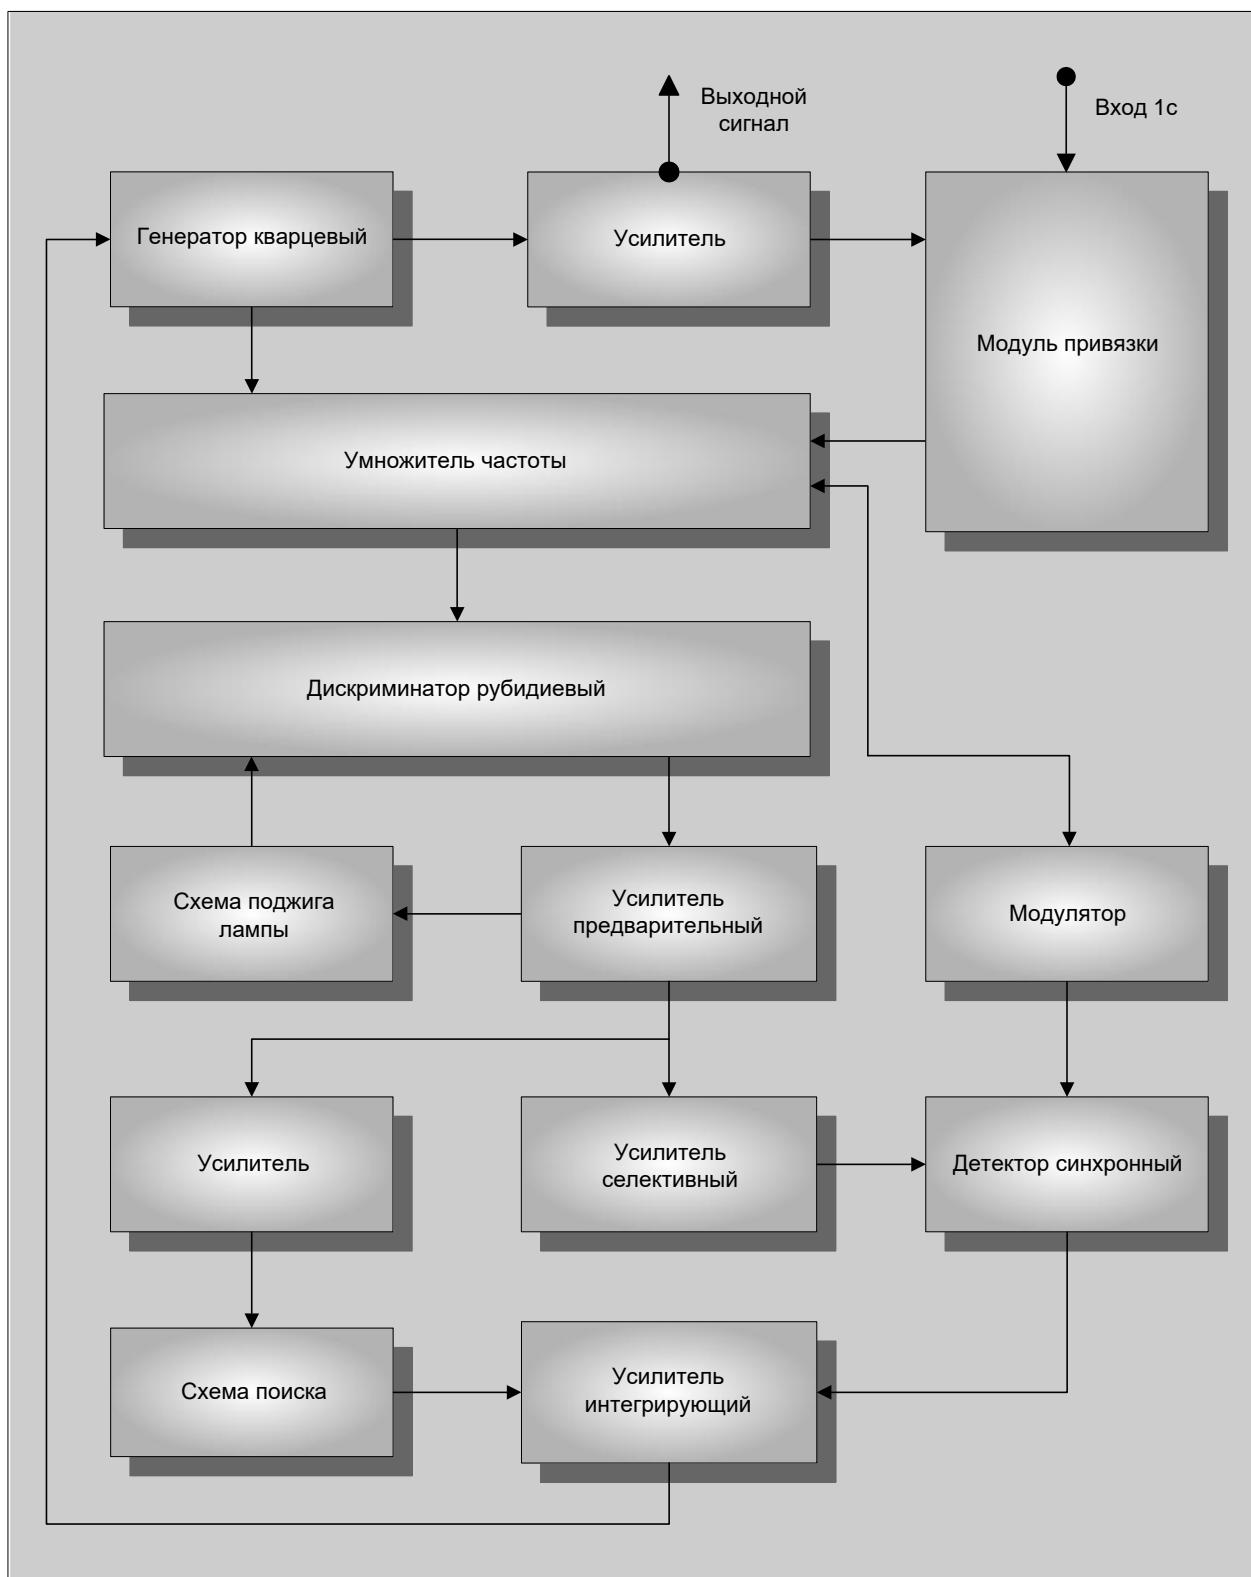 Выходной
сигнал
Вход 1с
Генератор кварцевый
Усилитель
Модуль привязки
Умножитель частоты
Дискриминатор рубидиевый
Схема поджига
лампы
Усилитель
предварительный
Модулятор
Усилитель
Усилитель
селективный
Детектор синхронный
Схема поиска
Усилитель
интегрирующий